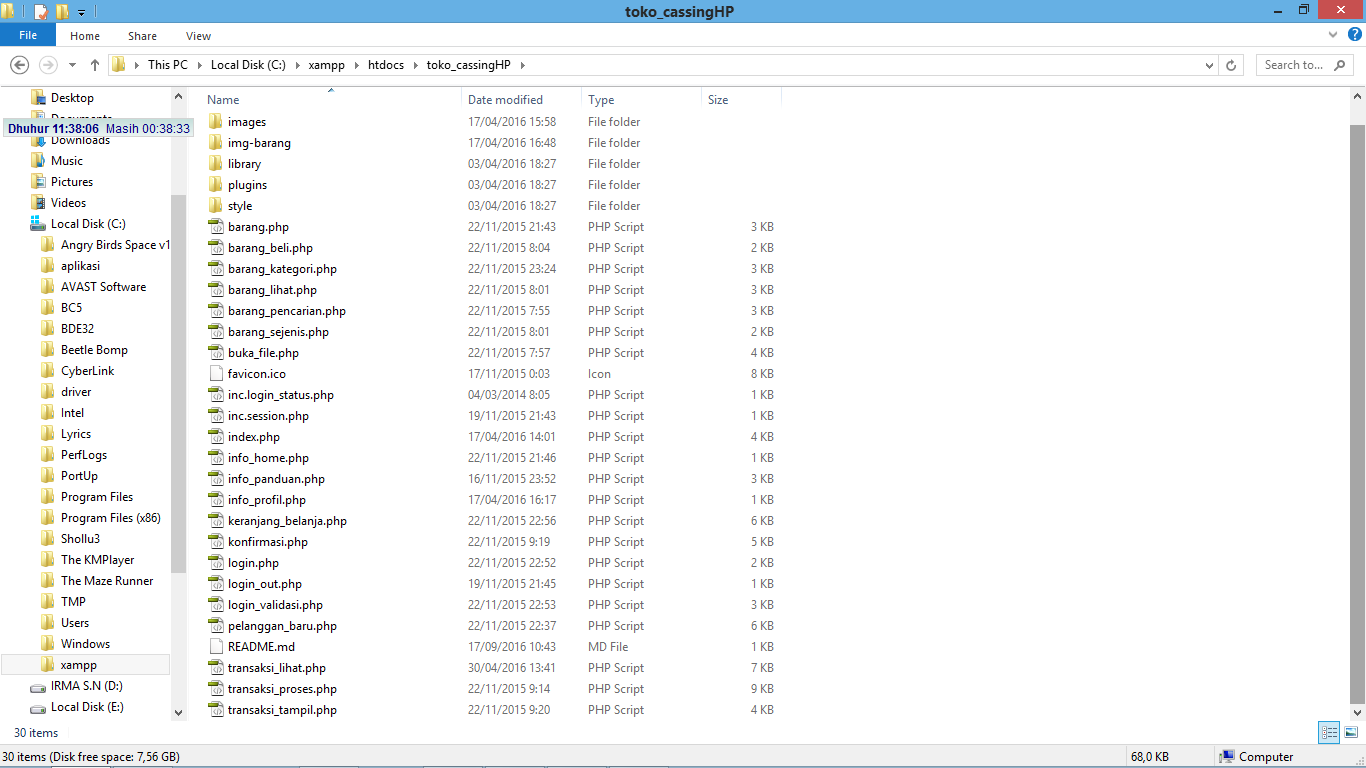 toko_cassingHP
File Home Share View
This PC Local Disk (C:) xampp htdocs toko_cassingHP Search to...
Desktop
Dhuhur 11:38:06 Masih 00:38:33
Downloads
Music
Pictures
Videos
Local Disk (C:)
Angry Birds Space v1
aplikasi
AVAST Software
BC5
BDE32
Beetle Bomp
CyberLink
driver
Intel
Lyrics
PerfLogs
PortUp
Program Files
Program Files (x86)
Shollu3
The KMPlayer
The Maze Runner
TMP
Users
Windows
xampp
IRMA S.N (D:)
Local Disk (E:)
Name Date modified Type Size
images 17/04/2016 15:58 File folder
img-barang 17/04/2016 16:48 File folder
library 03/04/2016 18:27 File folder
plugins 03/04/2016 18:27 File folder
style 03/04/2016 18:27 File folder
barang.php 22/11/2015 21:43 PHP Script 3 KB
barang_beli.php 22/11/2015 8:04 PHP Script 2 KB
barang_kategori.php 22/11/2015 23:24 PHP Script 3 KB
barang_lihat.php 22/11/2015 8:01 PHP Script 3 KB
barang_pencarian.php 22/11/2015 7:55 PHP Script 3 KB
barang_sejenis.php 22/11/2015 8:01 PHP Script 2 KB
buka_file.php 22/11/2015 7:57 PHP Script 4 KB
favicon.ico 17/11/2015 0:03 Icon 8 KB
inc.login_status.php 04/03/2014 8:05 PHP Script 1 KB
inc.session.php 19/11/2015 21:43 PHP Script 1 KB
index.php 17/04/2016 14:01 PHP Script 4 KB
info_home.php 22/11/2015 21:46 PHP Script 1 KB
info_panduan.php 16/11/2015 23:52 PHP Script 3 KB
info_profil.php 17/04/2016 16:17 PHP Script 1 KB
keranjang_belanja.php 22/11/2015 22:56 PHP Script 6 KB
konfirmasi.php 22/11/2015 9:19 PHP Script 5 KB
login.php 22/11/2015 22:52 PHP Script 2 KB
login_out.php 19/11/2015 21:45 PHP Script 1 KB
login_validasi.php 22/11/2015 22:53 PHP Script 3 KB
pelanggan_baru.php 22/11/2015 22:37 PHP Script 6 KB
README.md 17/09/2016 10:43 MD File 1 KB
transaksi_lihat.php 30/04/2016 13:41 PHP Script 7 KB
transaksi_proses.php 22/11/2015 9:14 PHP Script 9 KB
transaksi_tampil.php 22/11/2015 9:20 PHP Script 4 KB
30 items
30 items (Disk free space: 7,56 GB) 68,0 KB Computer